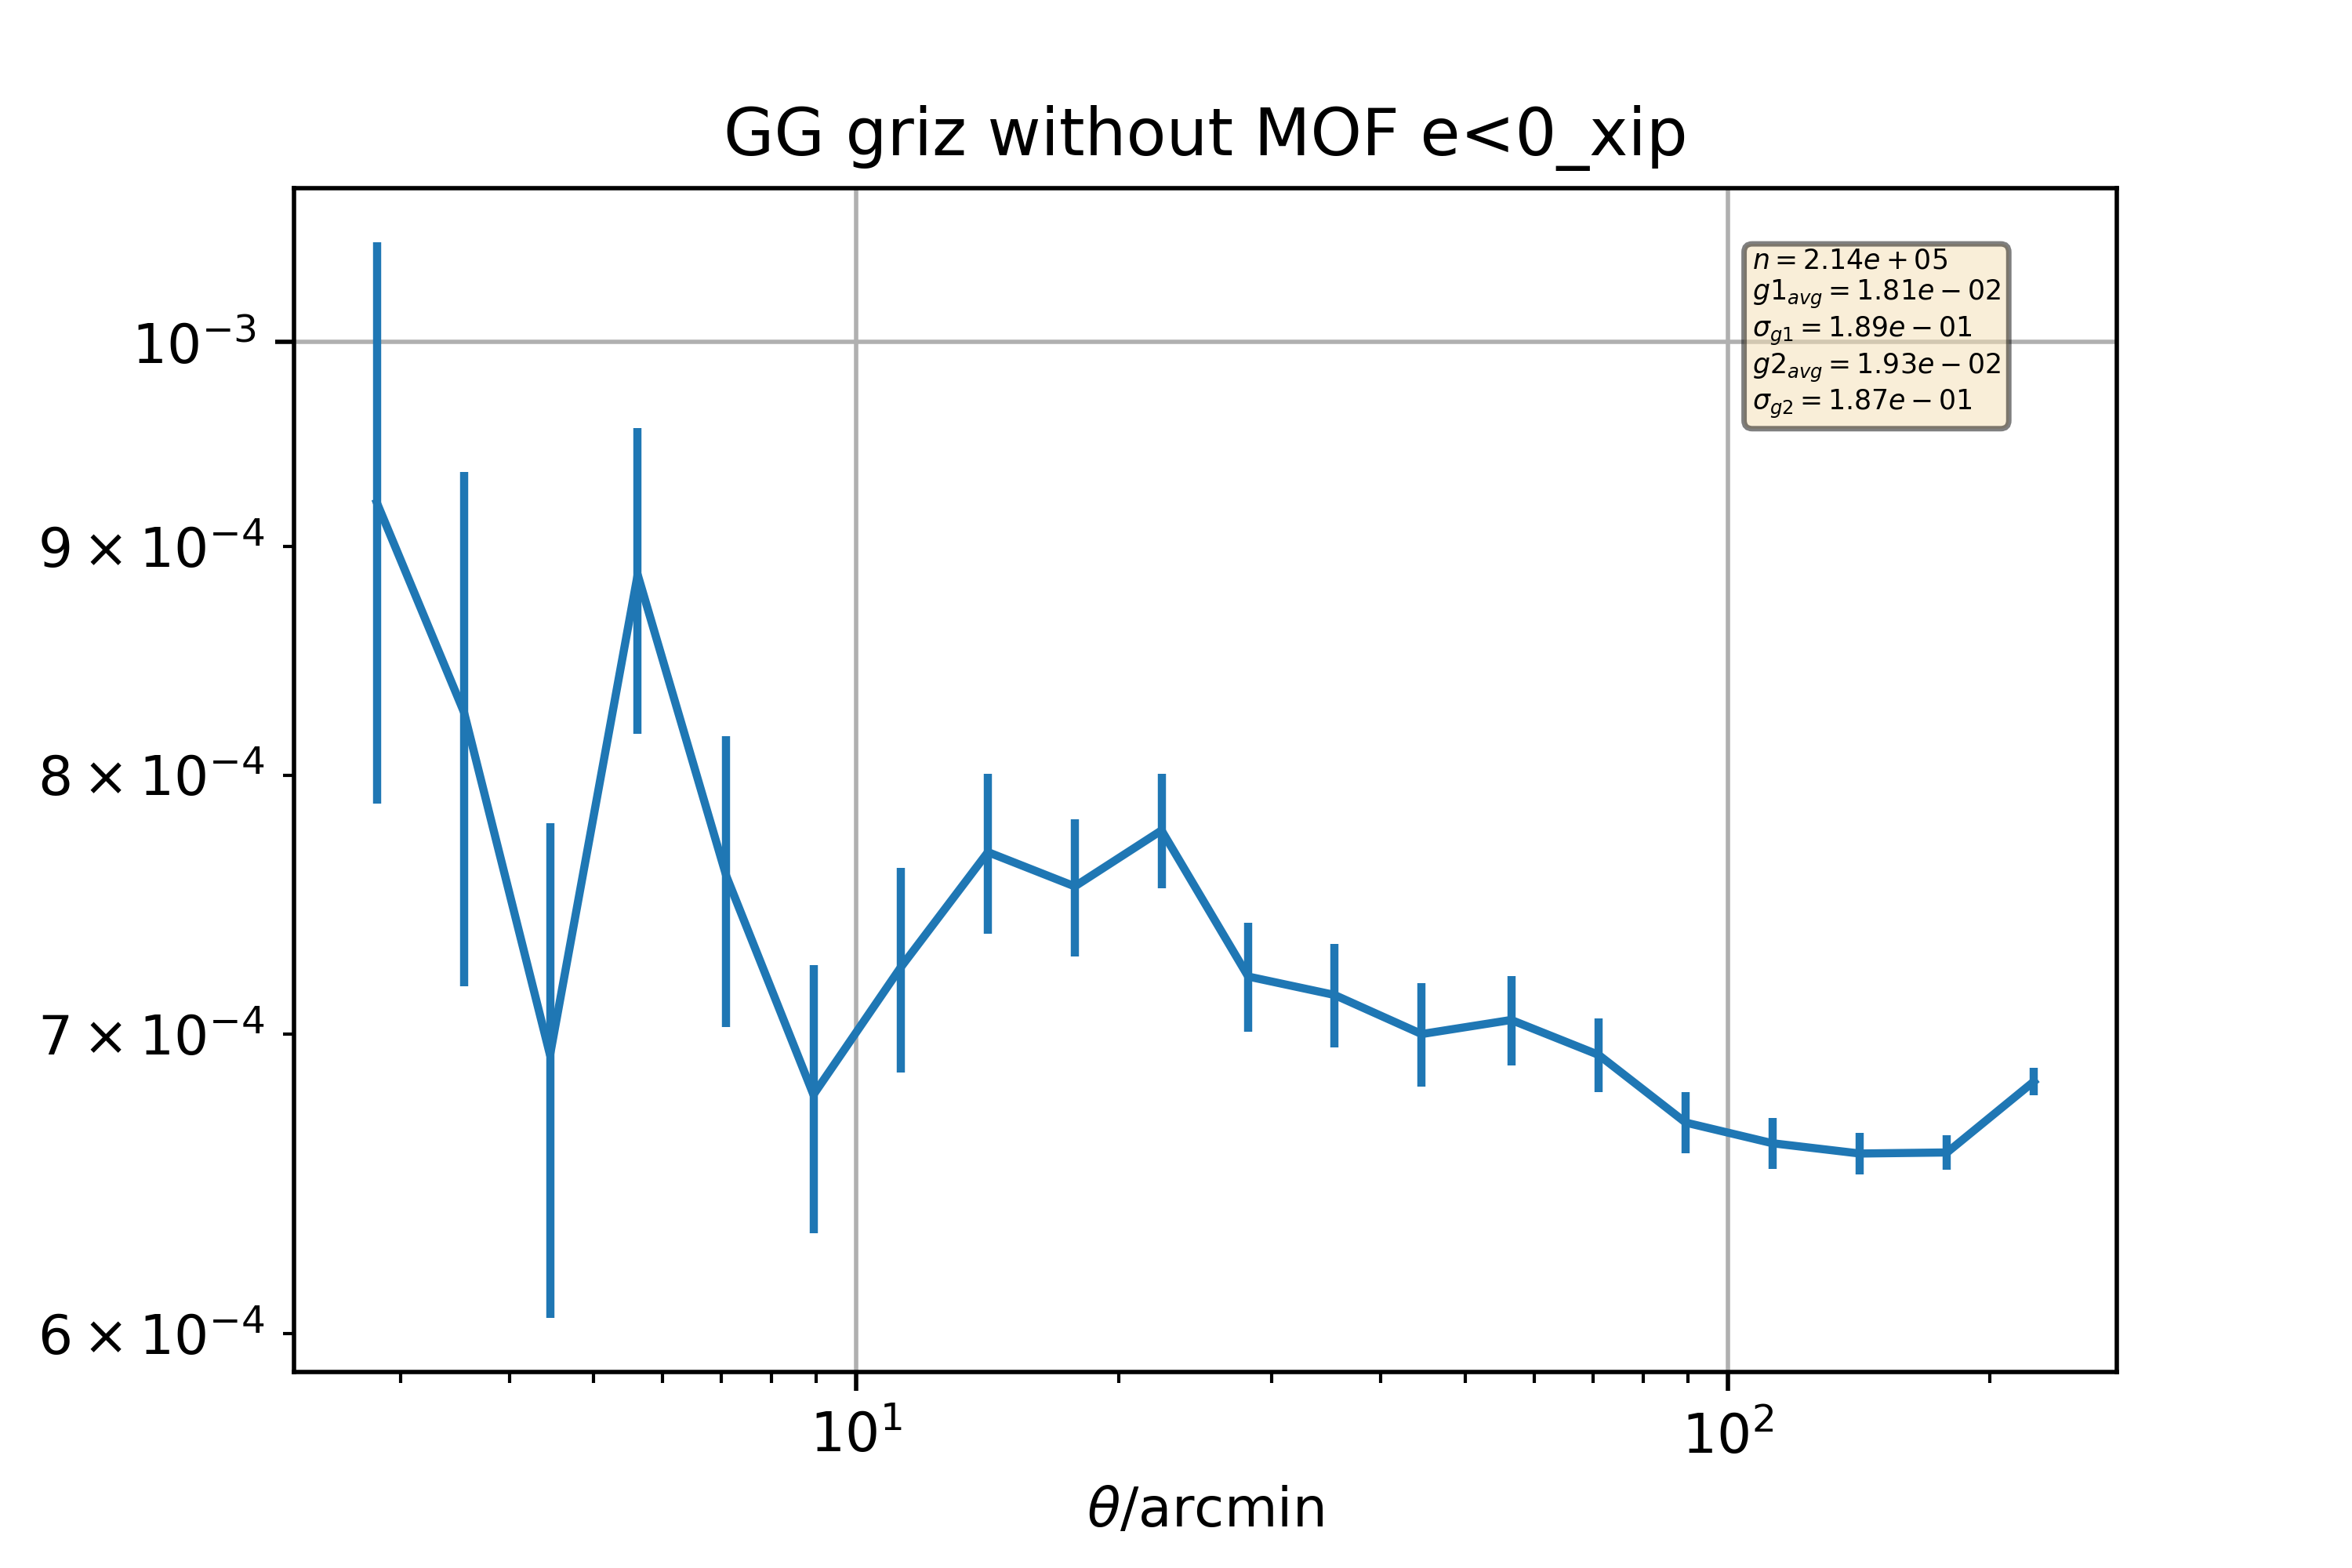 GG griz without MOF e<0_xip
n = 2.14e + 05
g1avg = 1.81e − 02
σg1 = 1.89e − 01
g2avg = 1.93e − 02
σg2 = 1.87e − 01
10⁻³
9 × 10⁻⁴
8 × 10⁻⁴
7 × 10⁻⁴
6 × 10⁻⁴
10¹ 10²
θ/arcmin